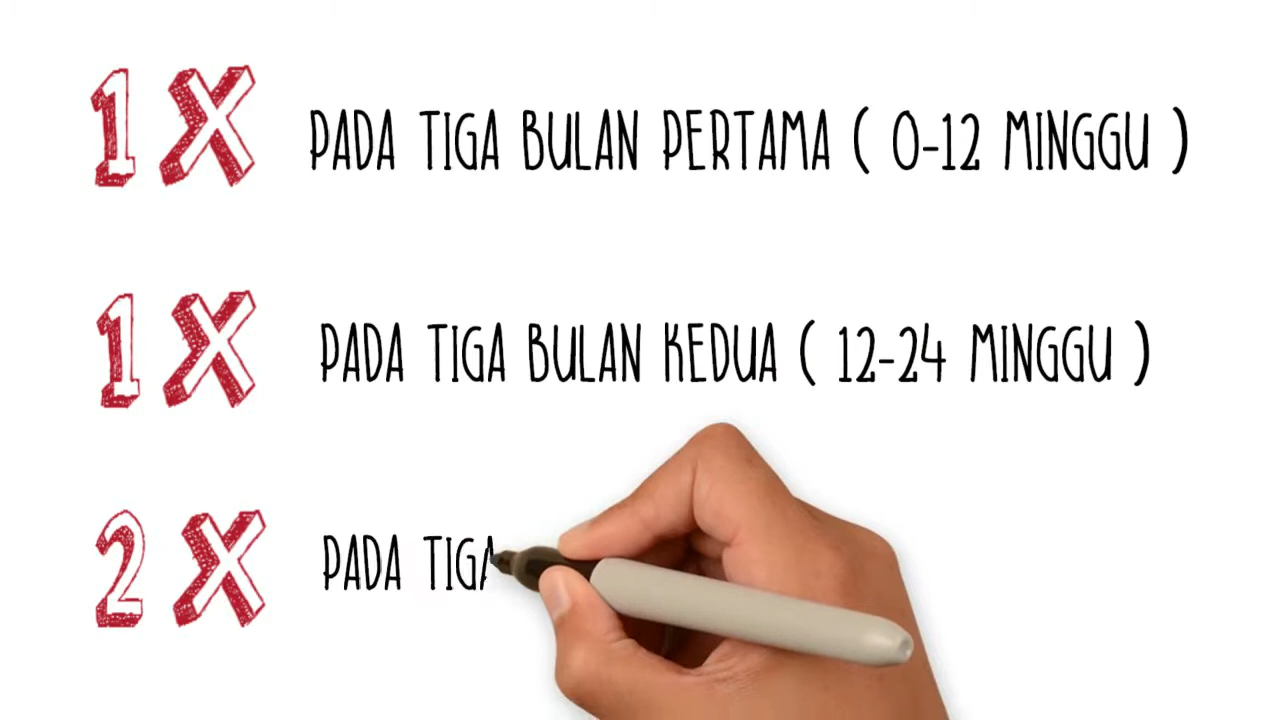 1X PADA TIGA BULAN PERTAMA ( 0-12 MINGGU )
1X PADA TIGA BULAN KEDUA ( 12-24 MINGGU )
2X PADA TIGA